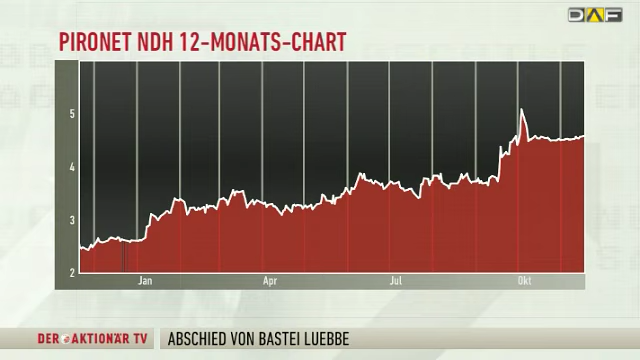 DAF
PIRONET NDH 12-MONATS-CHART
5
4
3
2
Jan Apr Jul Okt
DER AKTIONÄR TV ABSCHIED VON BASTEI LUEBBE